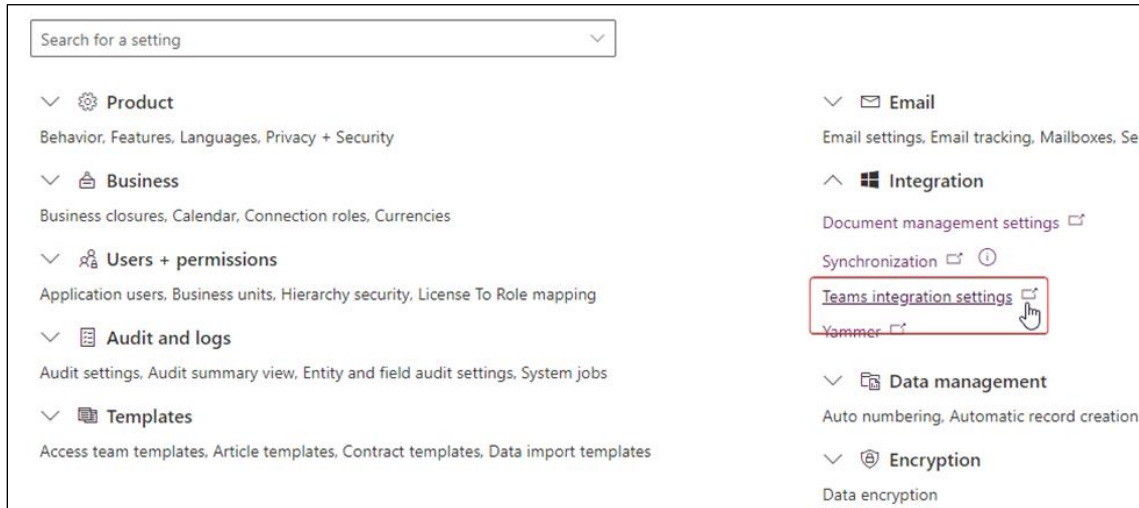 Search for a setting
Product
Behavior, Features, Languages, Privacy + Security
Business
Business closures, Calendar, Connection roles, Currencies
Users + permissions
Application users, Business units, Hierarchy security, License To Role mapping
Audit and logs
Audit settings, Audit summary view, Entity and field audit settings, System jobs
Templates
Access team templates, Article templates, Contract templates, Data import templates
Email
Email settings, Email tracking, Mailboxes, Se
Integration
Document management settings
Synchronization
Teams integration settings
Yammer
Data management
Auto numbering, Automatic record creation
Encryption
Data encryption